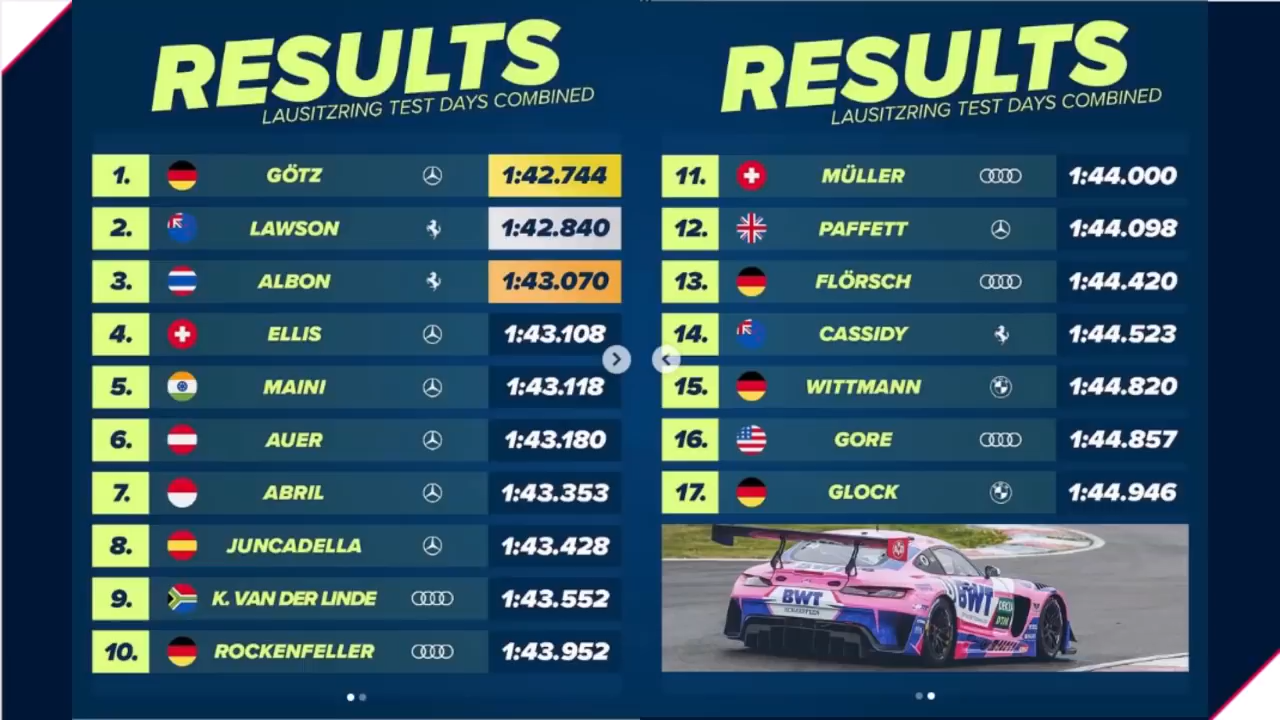 RESULTS
LAUSITZRING TEST DAYS COMBINED
1. GÖTZ 1:42.744
2. LAWSON 1:42.840
3. ALBON 1:43.070
4. ELLIS 1:43.108
5. MAINI 1:43.118
6. AUER 1:43.180
7. ABRIL 1:43.353
8. JUNCADELLA 1:43.428
9. K. VAN DER LINDE 1:43.552
10. ROCKENFELLER 1:43.952
RESULTS
LAUSITZRING TEST DAYS COMBINED
11. MÜLLER 1:44.000
12. PAFFETT 1:44.098
13. FLÖRSCH 1:44.420
14. CASSIDY 1:44.523
15. WITTMANN 1:44.820
16. GORE 1:44.857
17. GLOCK 1:44.946
BWT
BWT
DTM